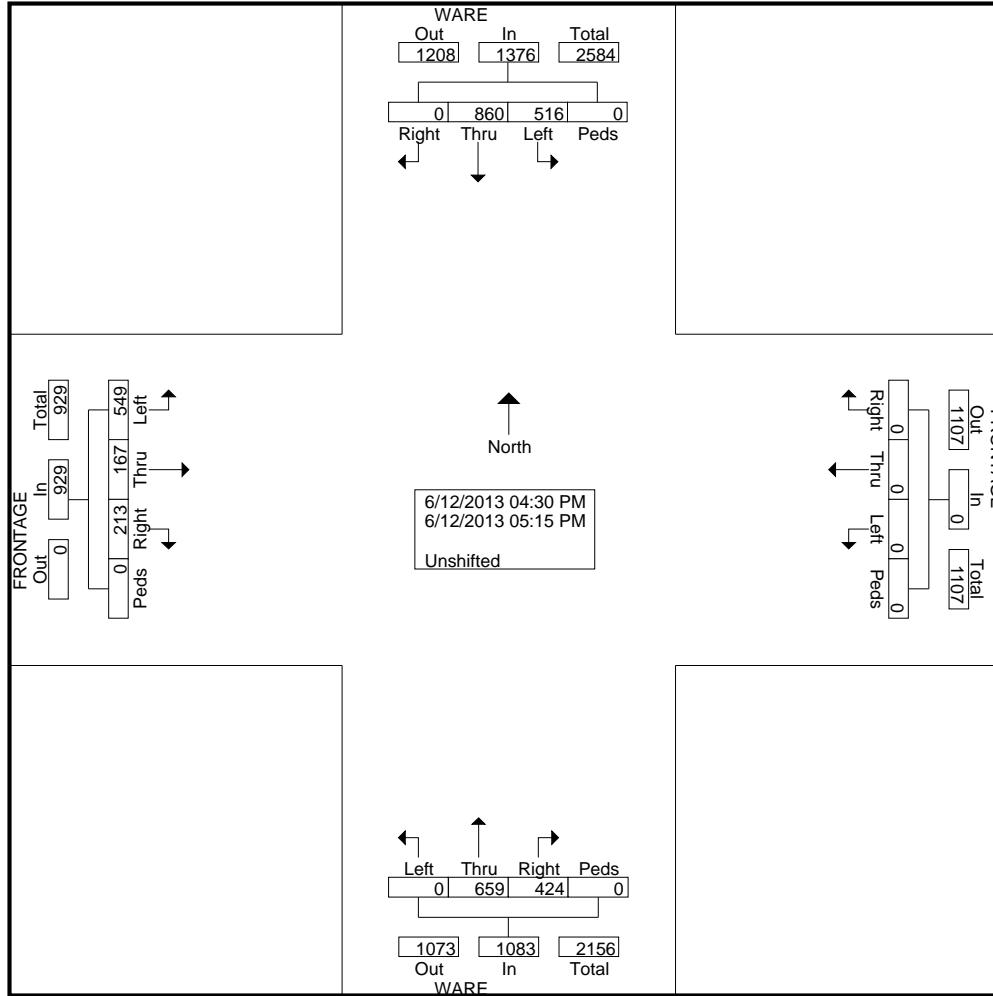 WARE
Out In Total
1208 1376 2584
0 860 516 0
Right Thru Left Peds
FRONTAGE
Out In Total
0 929 929
549 167 213 0
Left Thru Right Peds
North
6/12/2013 04:30 PM
6/12/2013 05:15 PM
Unshifted
Right Thru Left Peds
0 0 0 0
Out In Total
1107 0 1107
FRONTAGE
Left Thru Right Peds
0 659 424 0
1073 1083 2156
Out In Total
WARE